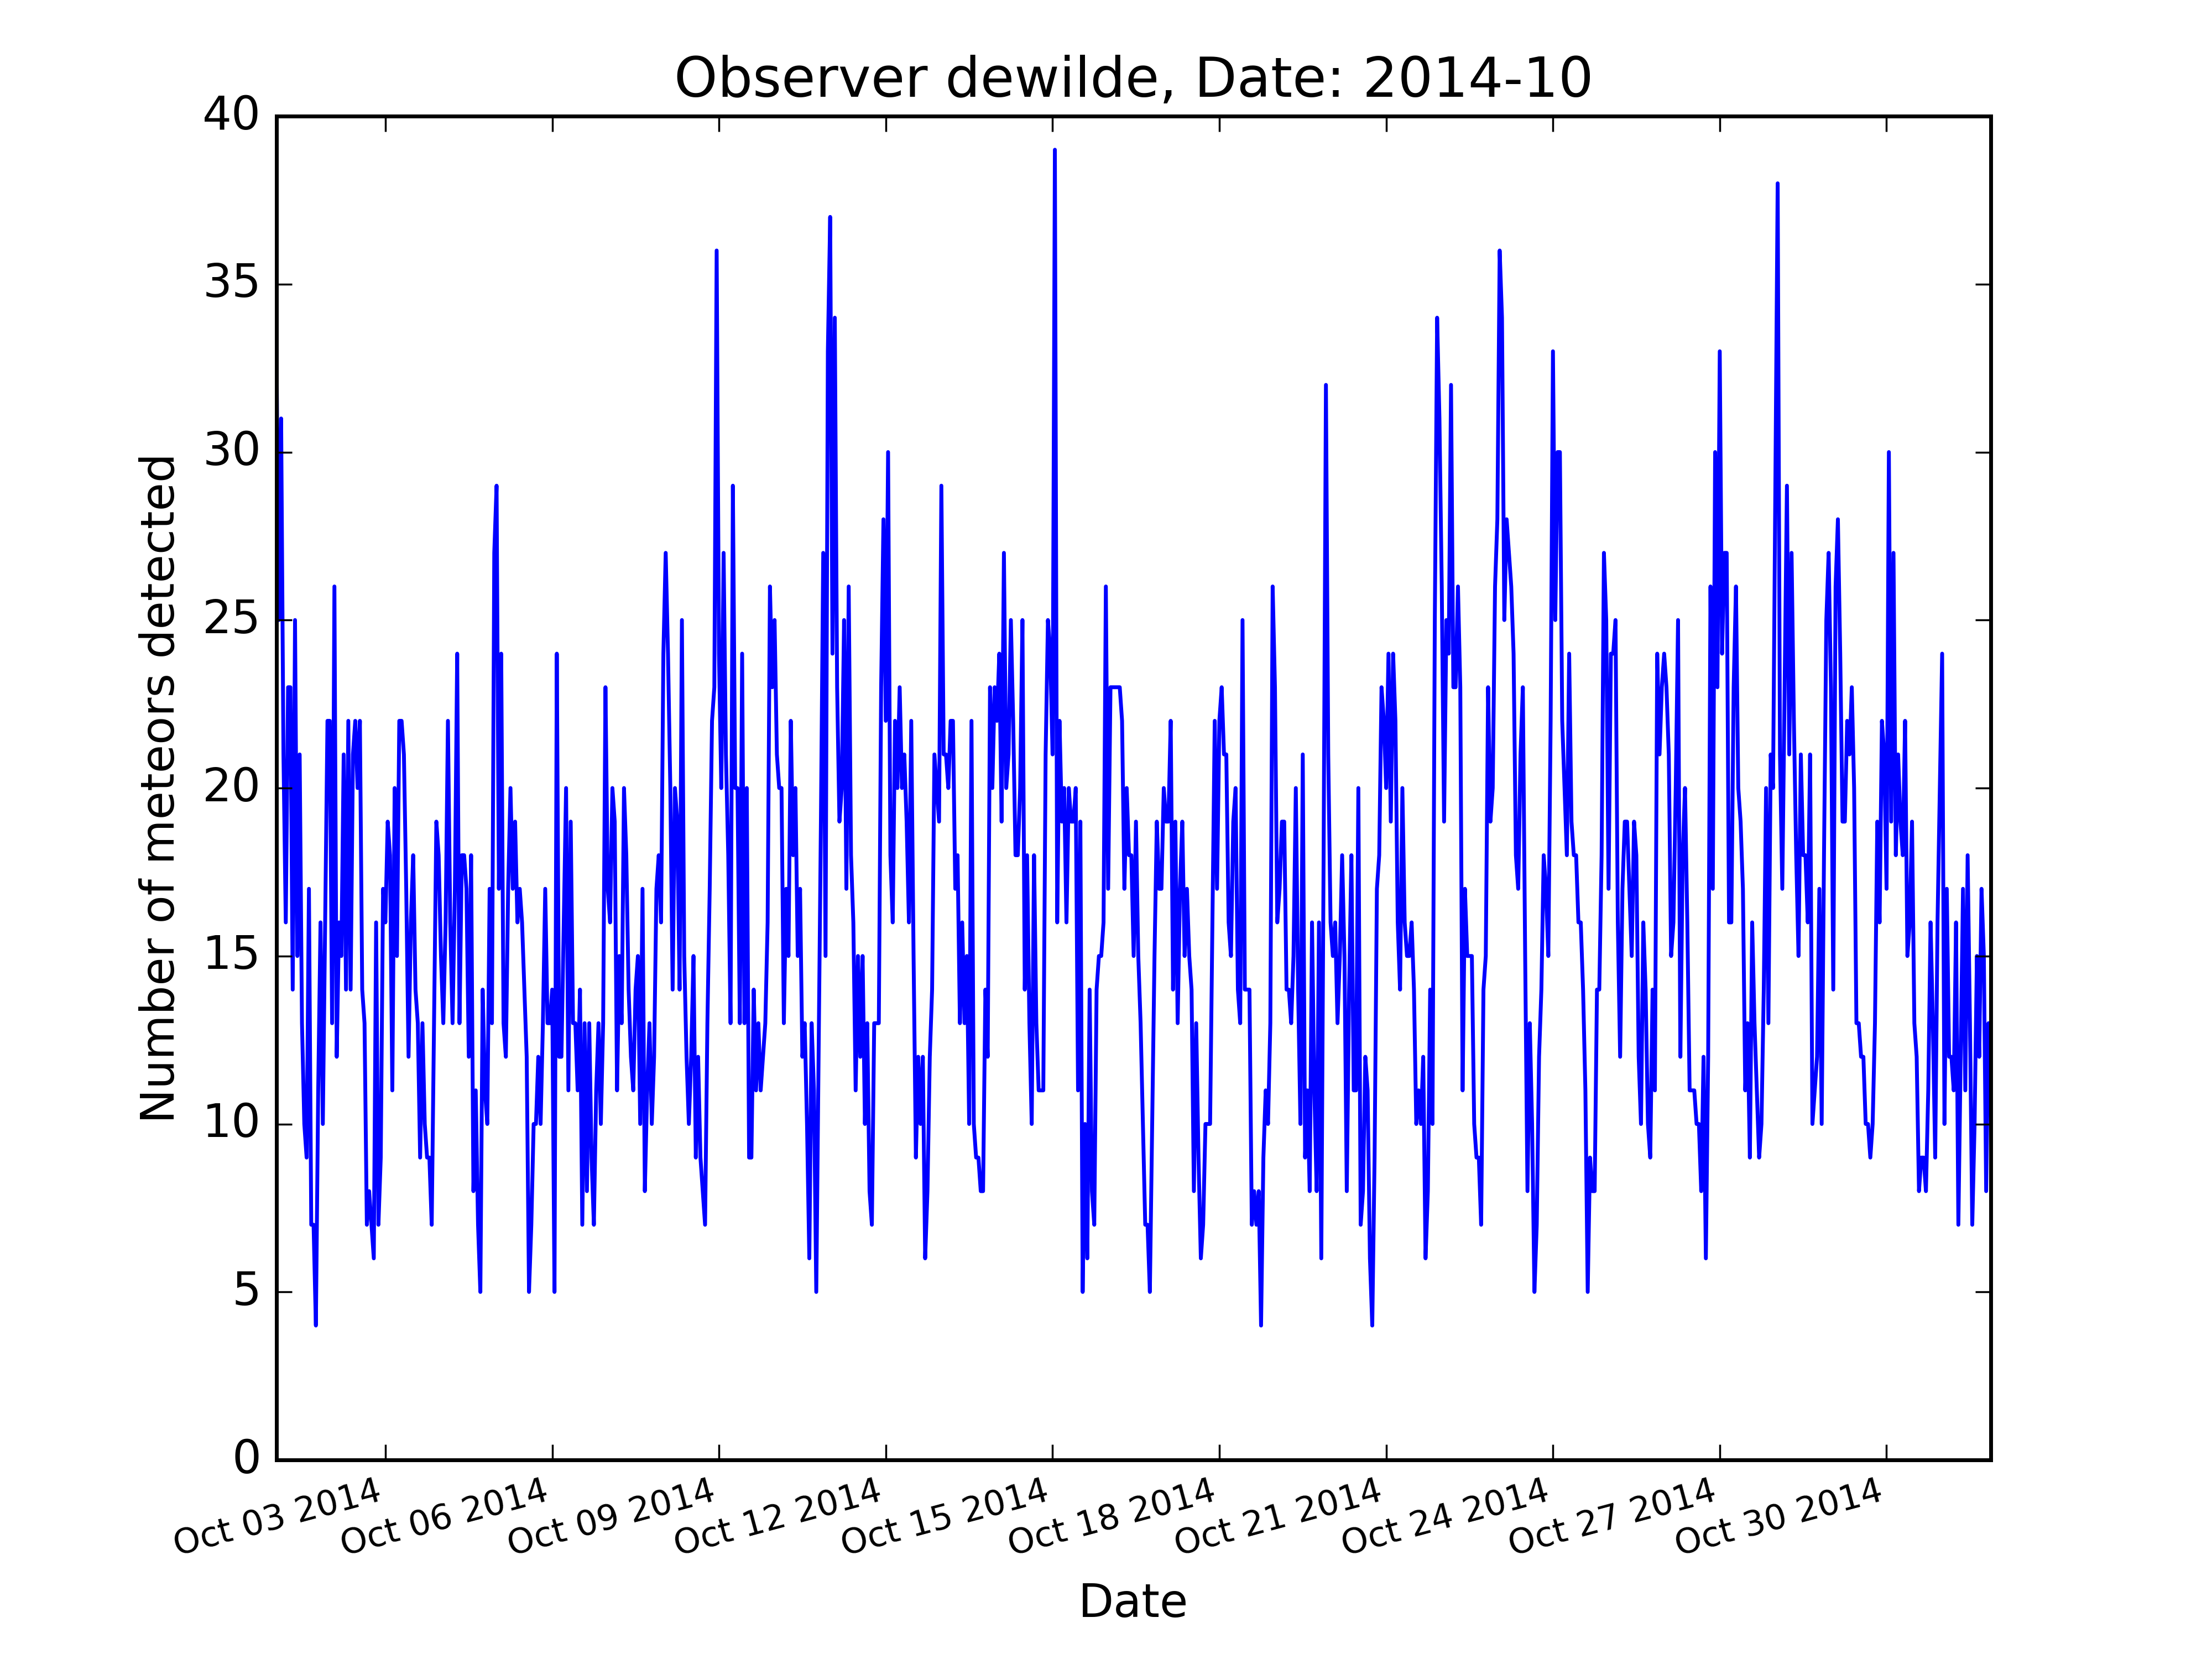 Observer dewilde, Date: 2014-10
40
35
30
25
20
15
10
5
0
Number of meteors detected
Oct 03 2014
Oct 06 2014
Oct 09 2014
Oct 12 2014
Oct 15 2014
Oct 18 2014
Oct 21 2014
Oct 24 2014
Oct 27 2014
Oct 30 2014
Date